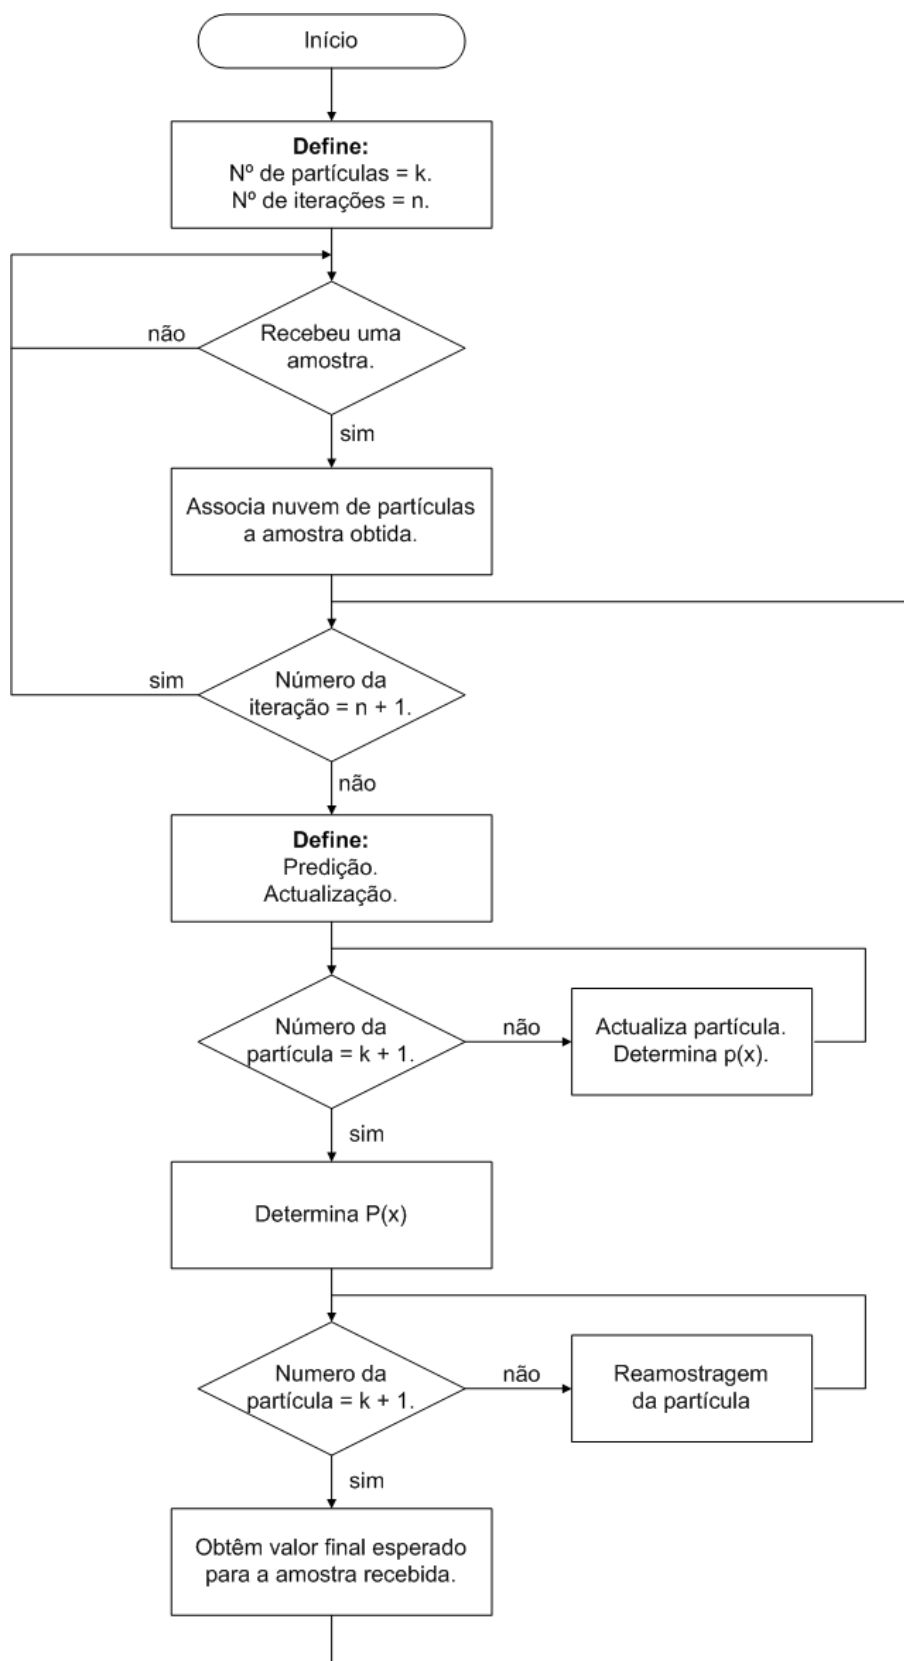 Início
Define:
Nº de partículas = k.
Nº de iterações = n.
não
Recebeu uma
amostra.
sim
Associa nuvem de partículas
a amostra obtida.
sim
Número da
iteração = n + 1.
não
Define:
Predição.
Actualização.
Número da
partícula = k + 1.
não
Actualiza partícula.
Determina p(x).
sim
Determina P(x)
Numero da
partícula = k + 1.
não
Reamostragem
da partícula
sim
Obtêm valor final esperado
para a amostra recebida.